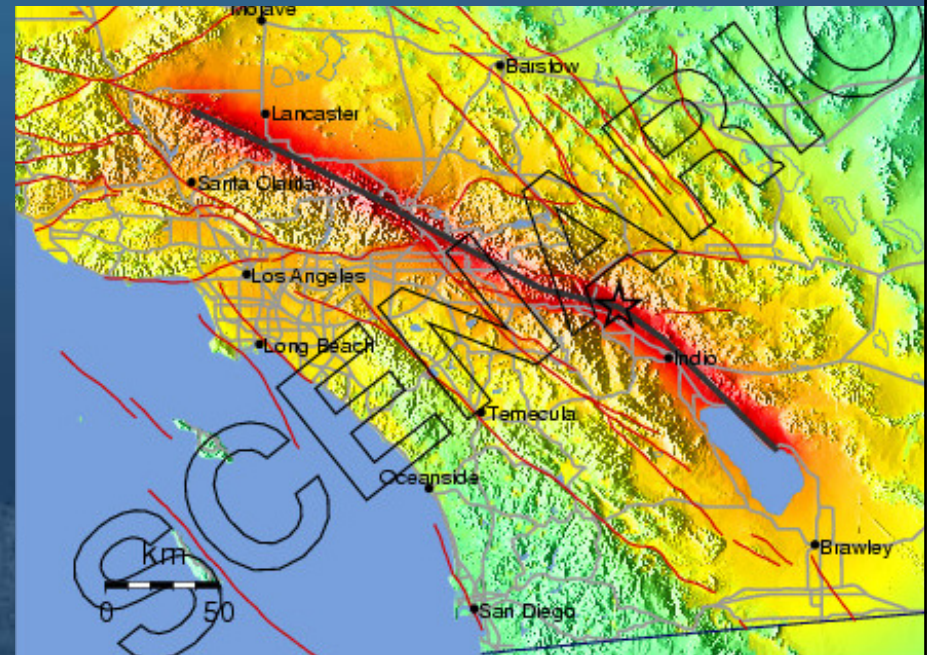 Mojave
Barstow
Lancaster
Santa Clarita
Los Angeles
Long Beach
Indio
Temecula
Oceanside
Brawley
San Diego
Km
0 50
SCENARIO